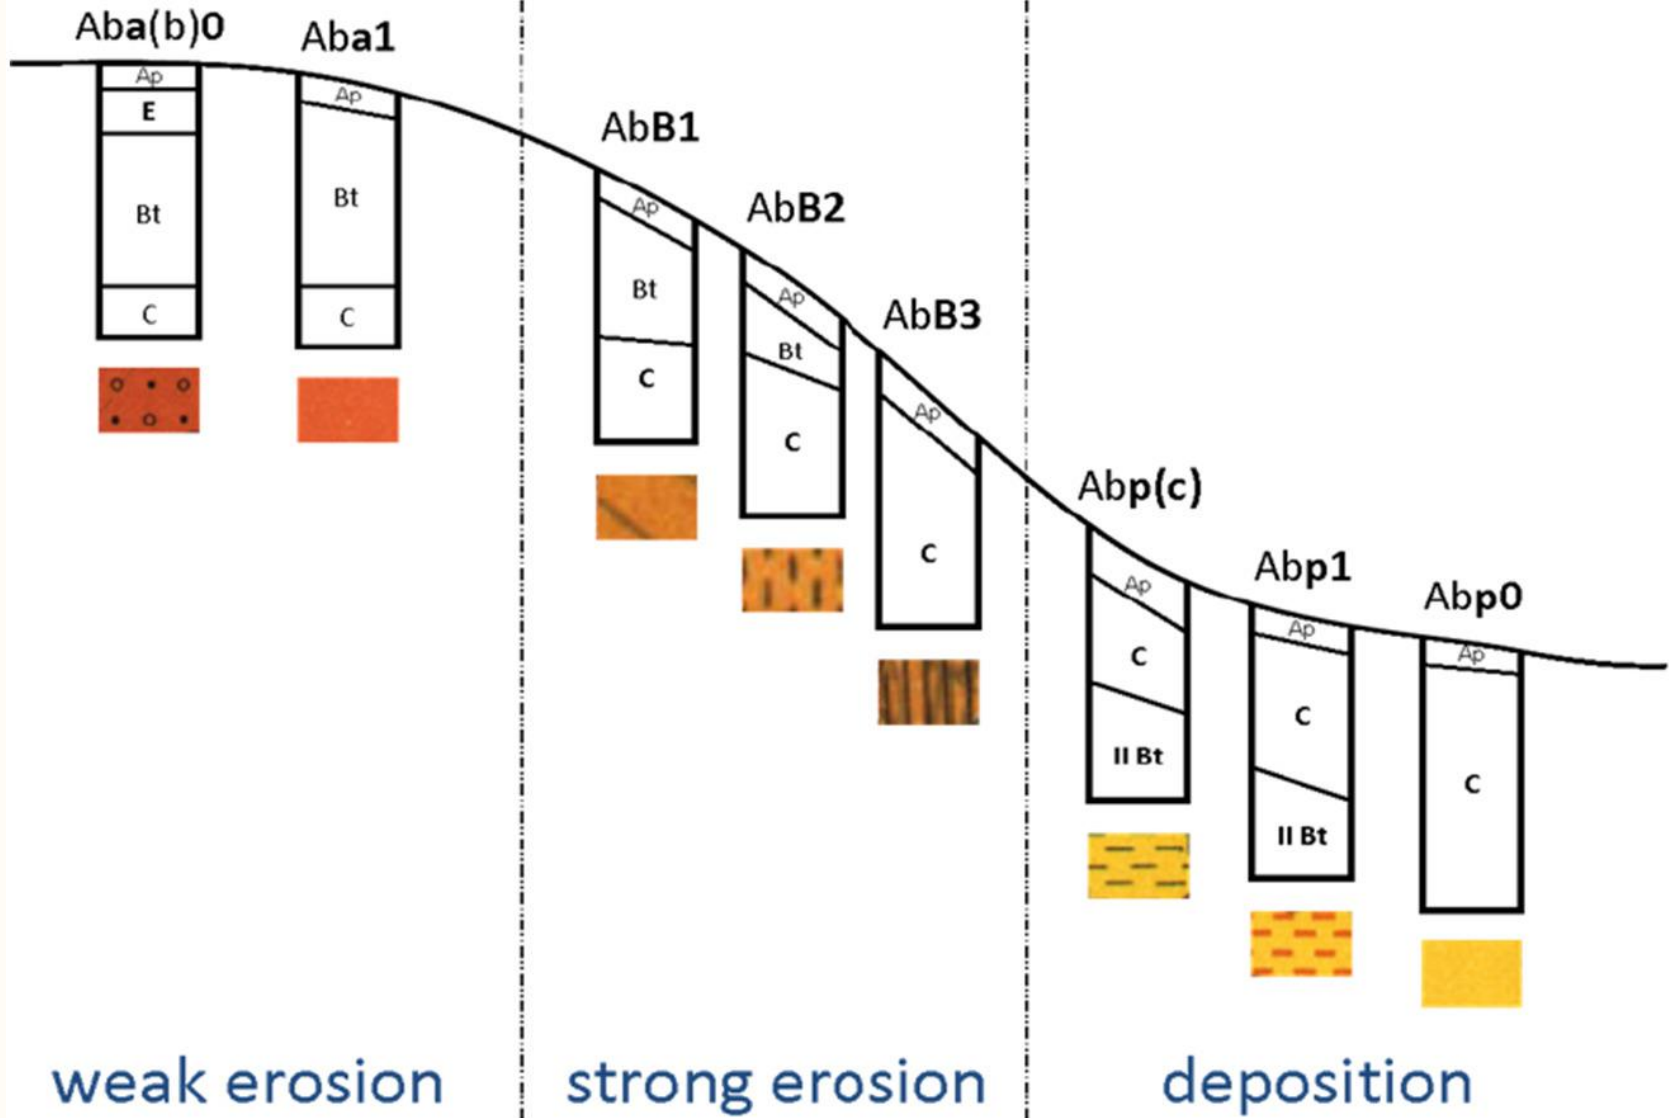 Aba(b)0
Ap
E
Bt
C
Aba1
Ap
Bt
C
AbB1
Ap
Bt
C
AbB2
Ap
Bt
C
AbB3
Ap
C
Abp(c)
Ap
C
II Bt
Abp1
Ap
C
II Bt
Abp0
Ap
C
weak erosion
strong erosion
deposition